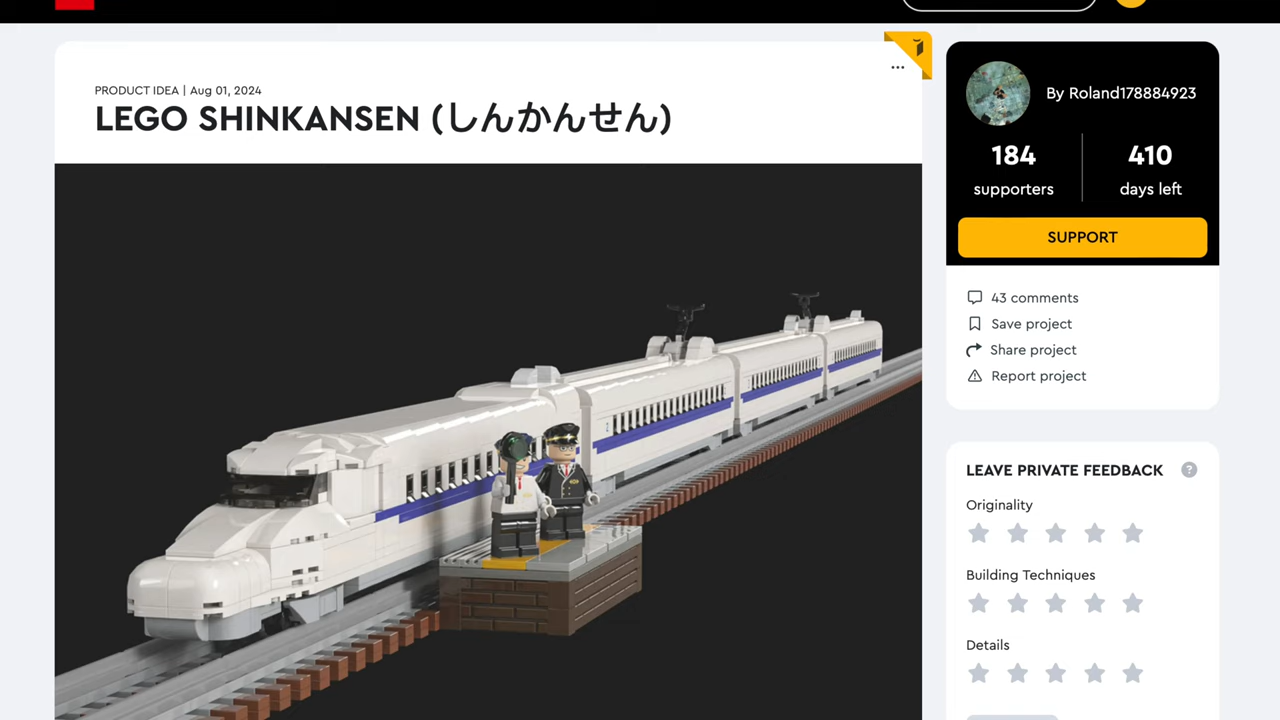 PRODUCT IDEA | Aug 01, 2024
LEGO SHINKANSEN (しんかんせん)
...
By Roland178884923
184
supporters
410
days left
SUPPORT
43 comments
Save project
Share project
Report project
LEAVE PRIVATE FEEDBACK ?
Originality
Building Techniques
Details